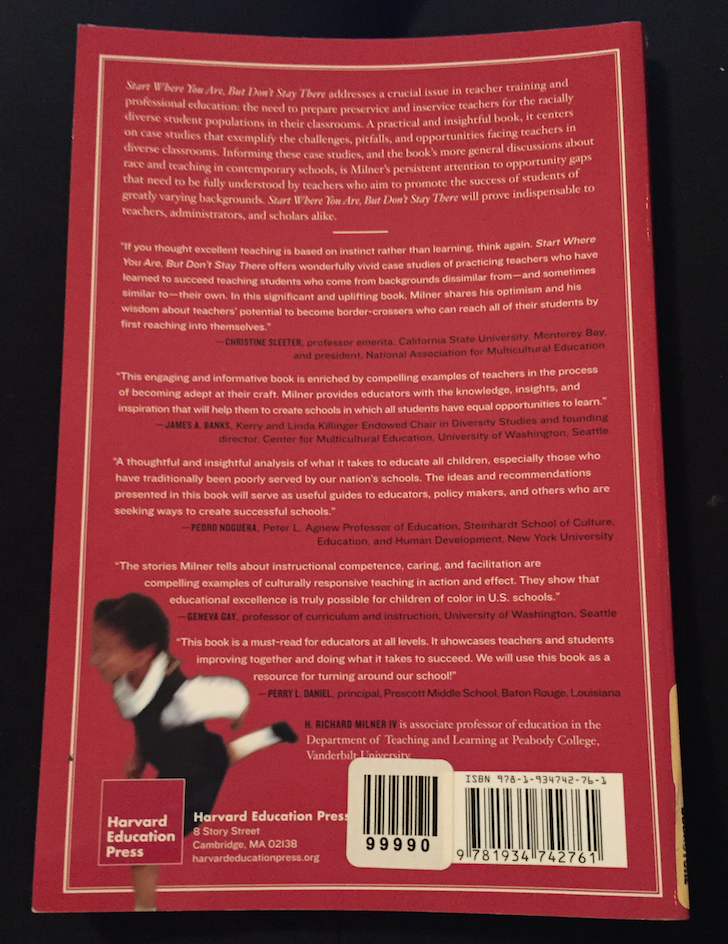 Start Where You Are, But Don't Stay There addresses a crucial issue in teacher training and
professional education: the need to prepare preservice and inservice teachers for the racially
diverse student populations in their classrooms. A practical and insightful book, it centers
on case studies that exemplify the challenges, pitfalls, and opportunities facing teachers in
diverse classrooms. Informing these case studies, and the book's more general discussions about
race and teaching in contemporary schools, is Milner's persistent attention to opportunity gaps
that need to be fully understood by teachers who aim to promote the success of students of
greatly varying backgrounds. Start Where You Are, But Don't Stay There will prove indispensable to
teachers, administrators, and scholars alike.
"If you thought excellent teaching is based on instinct rather than learning, think again. Start Where
You Are, But Don't Stay There offers wonderfully vivid case studies of practicing teachers who have
learned to succeed teaching students who come from backgrounds dissimilar from—and sometimes
similar to—their own. In this significant and uplifting book, Milner shares his optimism and his
wisdom about teachers' potential to become border-crossers who can reach all of their students by
first reaching into themselves."
—CHRISTINE SLEETER, professor emerita, California State University, Monterey Bay,
and president, National Association for Multicultural Education
"This engaging and informative book is enriched by compelling examples of teachers in the process
of becoming adept at their craft. Milner provides educators with the knowledge, insights, and
inspiration that will help them to create schools in which all students have equal opportunities to learn."
—JAMES A. BANKS, Kerry and Linda Killinger Endowed Chair in Diversity Studies and founding
director, Center for Multicultural Education, University of Washington, Seattle
"A thoughtful and insightful analysis of what it takes to educate all children, especially those who
have traditionally been poorly served by our nation's schools. The ideas and recommendations
presented in this book will serve as useful guides to educators, policy makers, and others who are
seeking ways to create successful schools."
—PEDRO NOGUERA, Peter L. Agnew Professor of Education, Steinhardt School of Culture,
Education, and Human Development, New York University
"The stories Milner tells about instructional competence, caring, and facilitation are
compelling examples of culturally responsive teaching in action and effect. They show that
educational excellence is truly possible for children of color in U.S. schools."
—GENEVA GAY, professor of curriculum and instruction, University of Washington, Seattle
"This book is a must-read for educators at all levels. It showcases teachers and students
improving together and doing what it takes to succeed. We will use this book as a
resource for turning around our school!"
—PERRY L. DANIEL, principal, Prescott Middle School, Baton Rouge, Louisiana
H. RICHARD MILNER IV is associate professor of education in the
Department of Teaching and Learning at Peabody College,
Vanderbilt University
Harvard
Education
Press
Harvard Education Press
8 Story Street
Cambridge, MA 02138
harvardeducationpress.org
99990
ISBN 978-1-934742-76-1
9 781934 742761